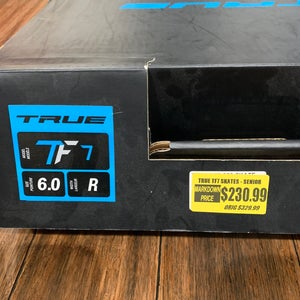 TRUE
TF7
6.0
R
TRUE TF7 SKATES - SENIOR
MARKDOWN
PRICE
$230.99
ORIG $329.99